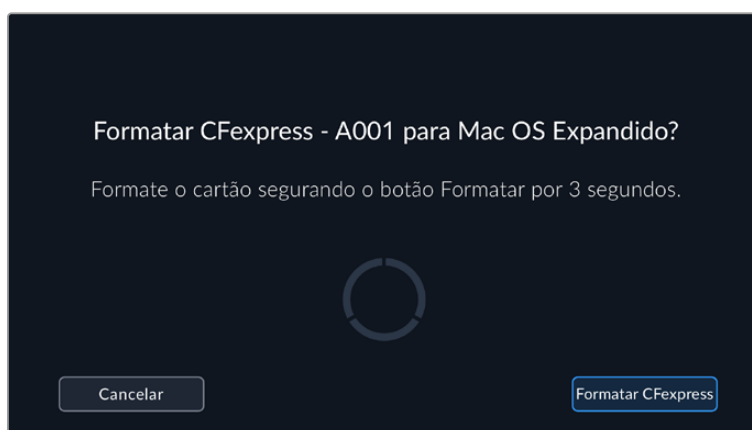 Formatar CFexpress - A001 para Mac OS Expandido?
Formate o cartão segurando o botão Formatar por 3 segundos.
Cancelar
Formatar CFexpress